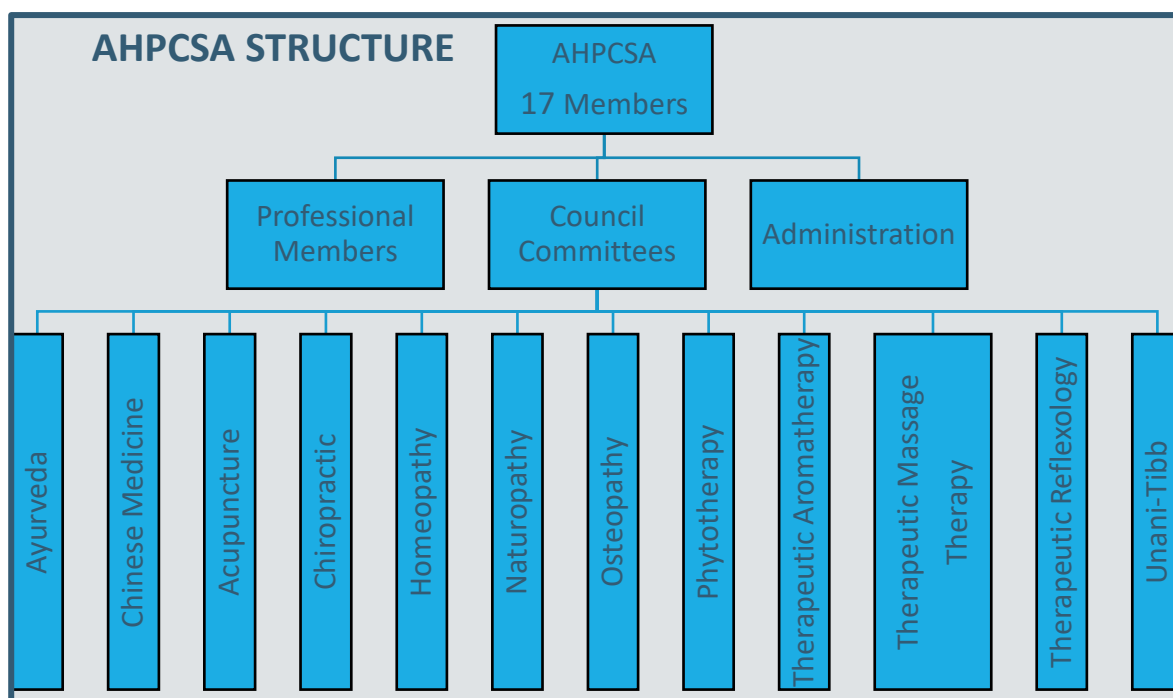 AHPCSA STRUCTURE
AHPCSA
17 Members
Professional
Members
Council
Committees
Administration
Ayurveda
Chinese Medicine
Acupuncture
Chiropractic
Homeopathy
Naturopathy
Osteopathy
Phytotherapy
Therapeutic Aromatherapy
Therapeutic Massage
Therapy
Therapeutic Reflexology
Unani-Tibb